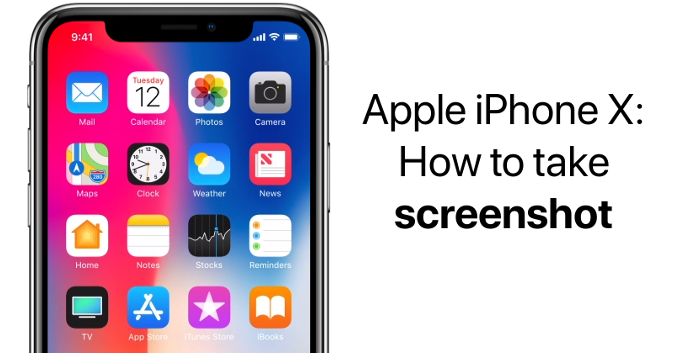 9:41
Tuesday
12
Mail
Calendar
Photos
Camera
280
Maps
Clock
Weather
News
Home
Notes
Stocks
Reminders
TV
App Store
iTunes Store
iBooks
Apple iPhone X:
How to take
screenshot